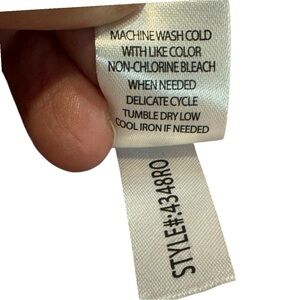 MACHINE WASH COLD
WITH LIKE COLOR
NON-CHLORINE BLEACH
WHEN NEEDED
DELICATE CYCLE
TUMBLE DRY LOW
COOL IRON IF NEEDED
STYLE#:4348RO